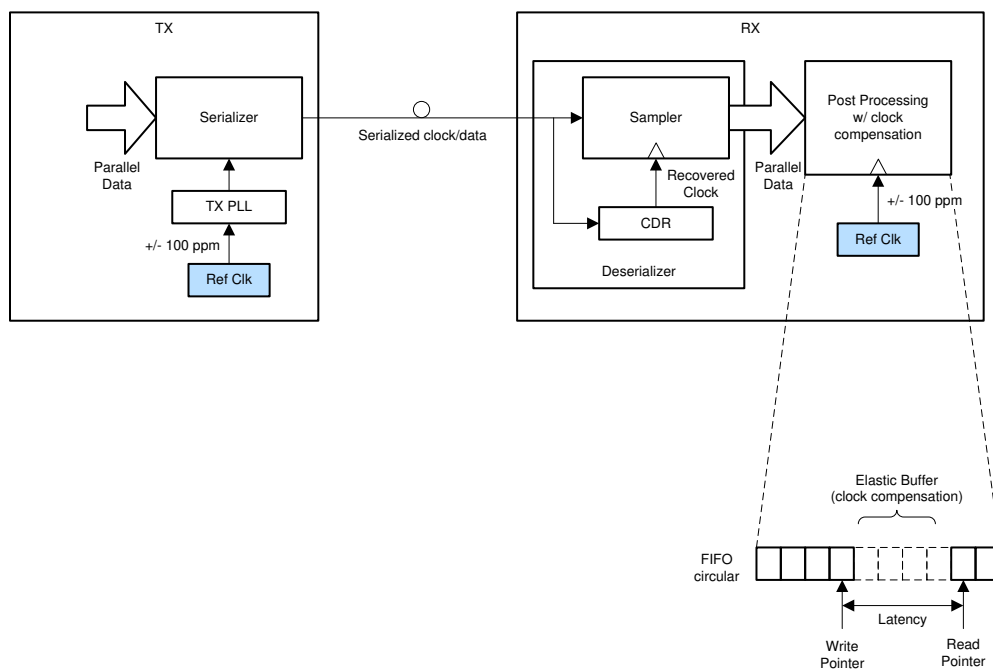 TX
Serializer
Parallel
Data
TX PLL
+/- 100 ppm
Ref Clk
Serialized clock/data
RX
Sampler
Recovered
Clock
CDR
Deserializer
Parallel
Data
Post Processing
w/ clock
compensation
+/- 100 ppm
Ref Clk
Elastic Buffer
(clock compensation)
FIFO
circular
Latency
Write
Pointer
Read
Pointer